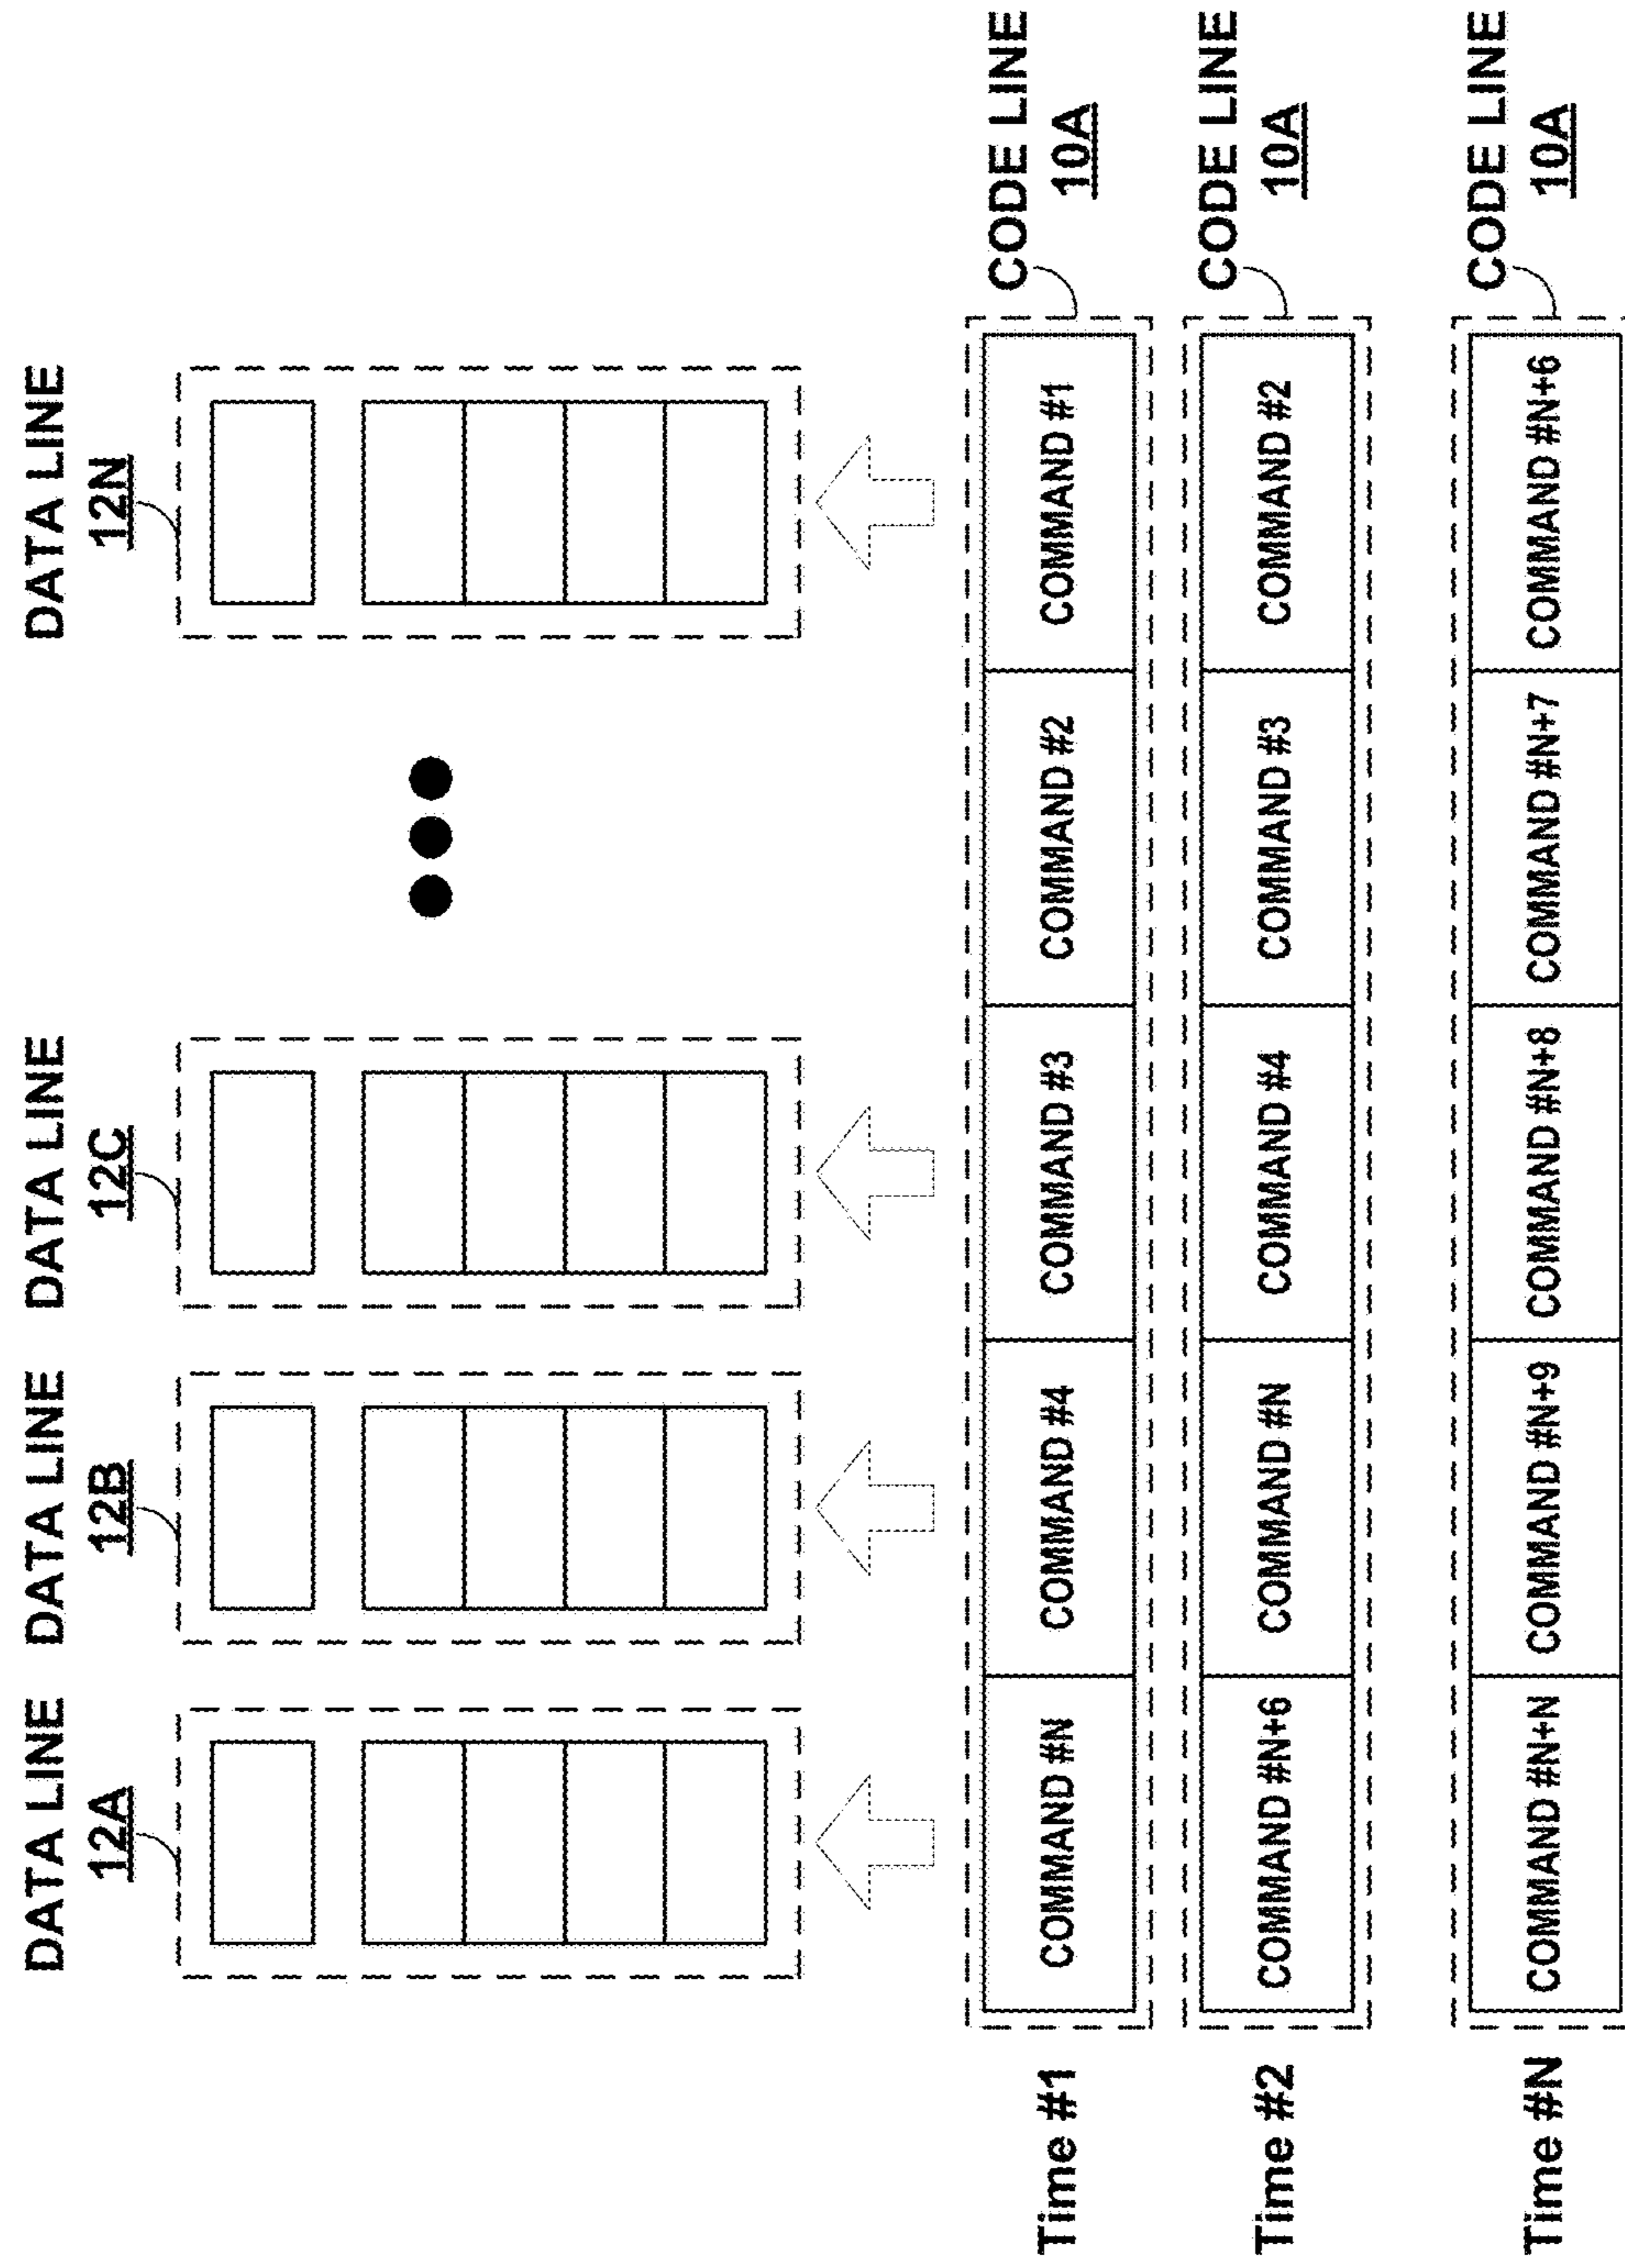 DATA LINE DATA LINE DATA LINE DATA LINE
12A 12B 12C 12N
CODE LINE
10A
Time #1 COMMAND #N COMMAND #4 COMMAND #3 COMMAND #2 COMMAND #1
CODE LINE
10A
Time #2 COMMAND #N+6 COMMAND #N COMMAND #4 COMMAND #3 COMMAND #2
CODE LINE
10A
Time #N COMMAND #N+N COMMAND #N+9 COMMAND #N+8 COMMAND #N+7 COMMAND #N+6